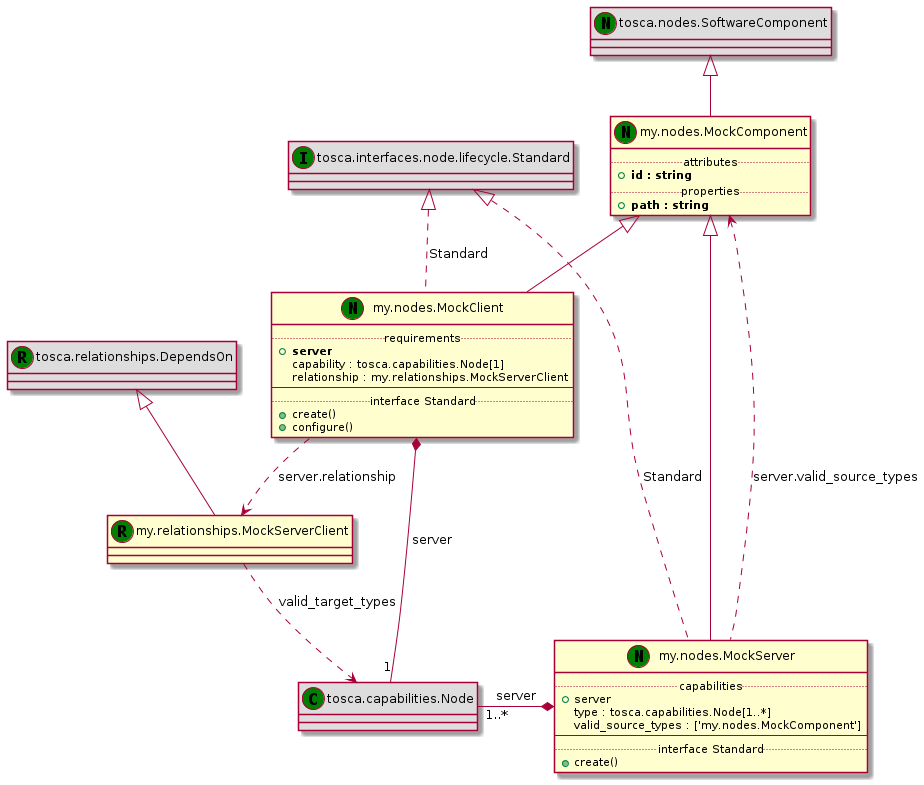 N tosca.nodes.SoftwareComponent
N my.nodes.MockComponent
attributes
id : string
properties
path : string
I tosca.interfaces.node.lifecycle.Standard
Standard
N my.nodes.MockClient
requirements
server
capability : tosca.capabilities.Node[1]
relationship : my.relationships.MockServerClient
interface Standard
create()
configure()
R tosca.relationships.DependsOn
server.relationship
Standard
server.valid_source_types
R my.relationships.MockServerClient
server
valid_target_types
1
N my.nodes.MockServer
capabilities
server
type : tosca.capabilities.Node[1..*]
valid_source_types : ['my.nodes.MockComponent']
interface Standard
create()
C tosca.capabilities.Node
server
1..*